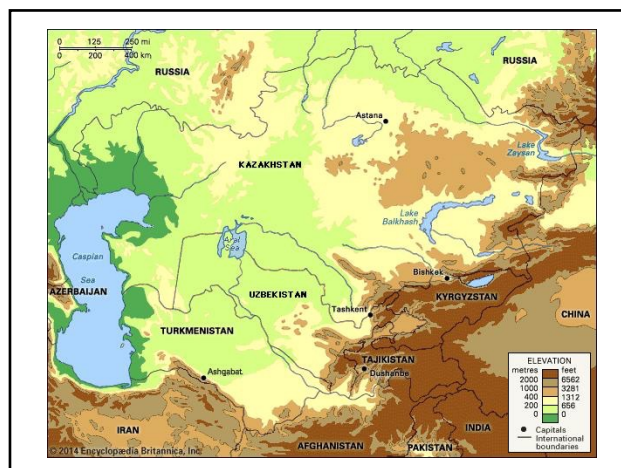 0 125 250 mi
0 200 400 km
RUSSIA
RUSSIA
Astana
Lake
Zaysan
KAZAKHSTAN
Lake
Balkhash
Aral
Sea
Caspian
Sea
AZERBAIJAN
UZBEKISTAN
Bishkek
KYRGYZSTAN
Tashkent
CHINA
TURKMENISTAN
TAJIKISTAN
Dushanbe
Ashgabat
ELEVATION
metres feet
2000 6562
1000 3281
400 1312
200 656
0 0
Capitals
International
boundaries
IRAN
AFGHANISTAN
PAKISTAN
INDIA
© 2014 Encyclopædia Britannica, Inc.